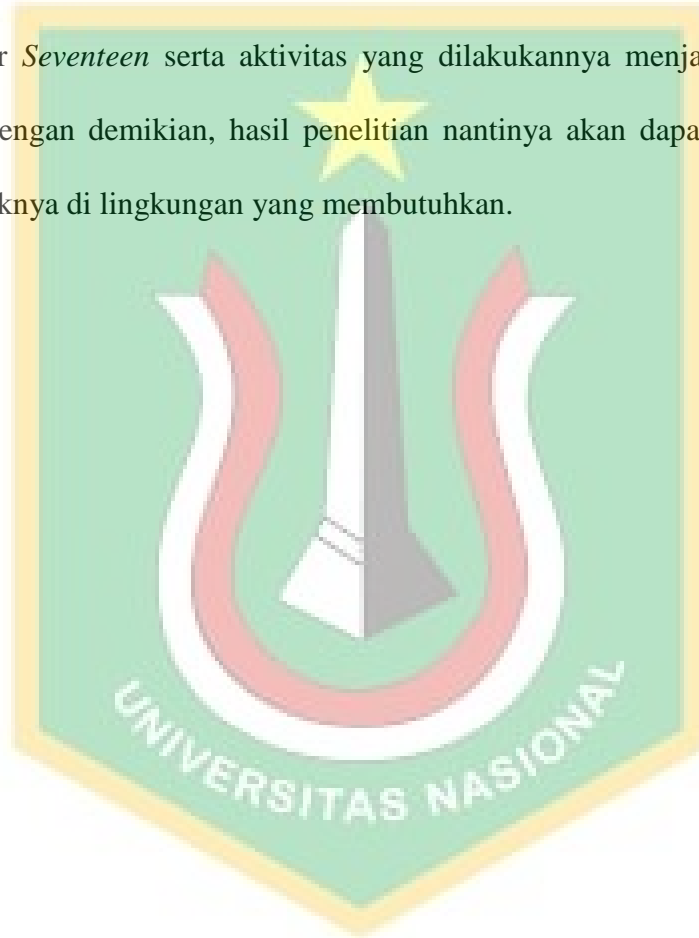 r Seventeen serta aktivitas yang dilakukannya menja
engan demikian, hasil penelitian nantinya akan dapa
knya di lingkungan yang membutuhkan.
UNIVERSITAS NASIONAL